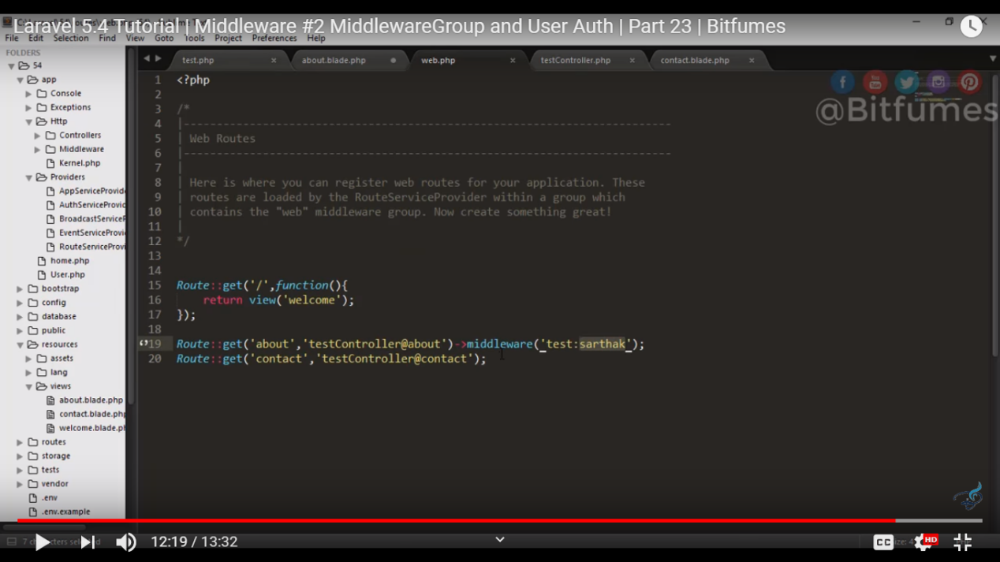 Laravel 5.4 Tutorial | Middleware #2 MiddlewareGroup and User Auth | Part 23 | Bitfumes
File Edit Selection Find View Goto Tools Project Preferences Help
FOLDERS
54
app
Console
Exceptions
Http
Controllers
Middleware
Kernel.php
Providers
AppServiceProvide
AuthServiceProvic
BroadcastServiceP
EventServiceProvi
RouteServiceProvi
home.php
User.php
bootstrap
config
database
public
resources
assets
lang
views
about.blade.php
contact.blade.php
welcome.blade.ph
routes
storage
tests
vendor
.env
.env.example
test.php × about.blade.php web.php × testController.php × contact.blade.php ×
@Bitfumes
1 <?php
2
3 /*
4 |--------------------------------------------------------------------------
5 | Web Routes
6 |--------------------------------------------------------------------------
7 |
8 | Here is where you can register web routes for your application. These
9 | routes are loaded by the RouteServiceProvider within a group which
10 | contains the "web" middleware group. Now create something great!
11 |
12 */
13
14
15 Route::get('/',function(){
16 return view('welcome');
17 });
18
19 Route::get('about','testController@about')->middleware('test:sarthak');
20 Route::get('contact','testController@contact');
12:19 / 13:32
CC
HD